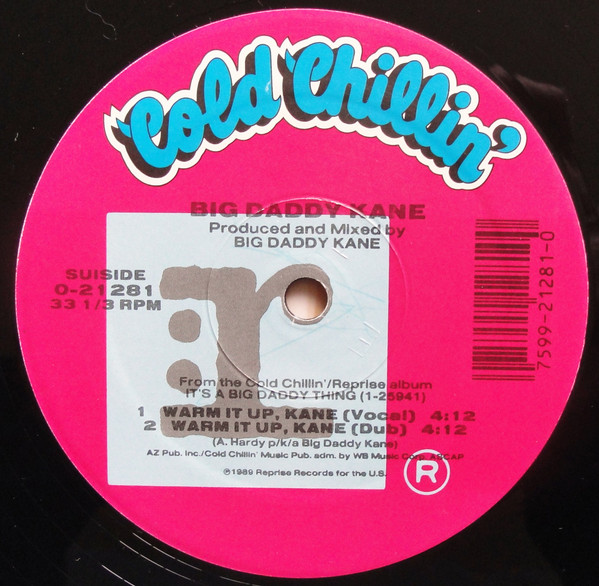 Cold Chillin'
BIG DADDY KANE
Produced and Mixed by
BIG DADDY KANE
SUISIDE
0-21281
33 1/3 RPM
7599-21281-0
r
From the Cold Chillin'/Reprise album
IT'S A BIG DADDY THING (1-25941)
1 WARM IT UP, KANE (Vocal) 4:12
2 WARM IT UP, KANE (Dub) 4:12
(A. Hardy p/k/a Big Daddy Kane)
AZ Pub. Inc./Cold Chillin' Music Pub. adm. by WB Music Corp. ASCAP
℗1989 Reprise Records for the U.S.
R